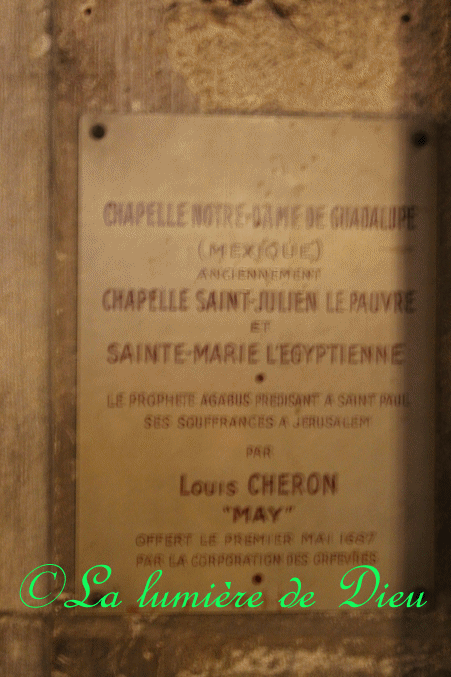 CHAPELLE NOTRE-DAME DE GUADALUPE
(MEXIQUE)
ANCIENNEMENT
CHAPELLE SAINT-JULIEN LE PAUVRE
ET
SAINTE-MARIE L'EGYPTIENNE
LE PROPHETE AGABUS PREDISANT A SAINT PAUL
SES SOUFFRANCES A JERUSALEM
PAR
Louis CHERON
"MAY"
OFFERT LE PREMIER MAI 1687
PAR LA CORPORATION DES ORFEVRES
©La lumière de Dieu